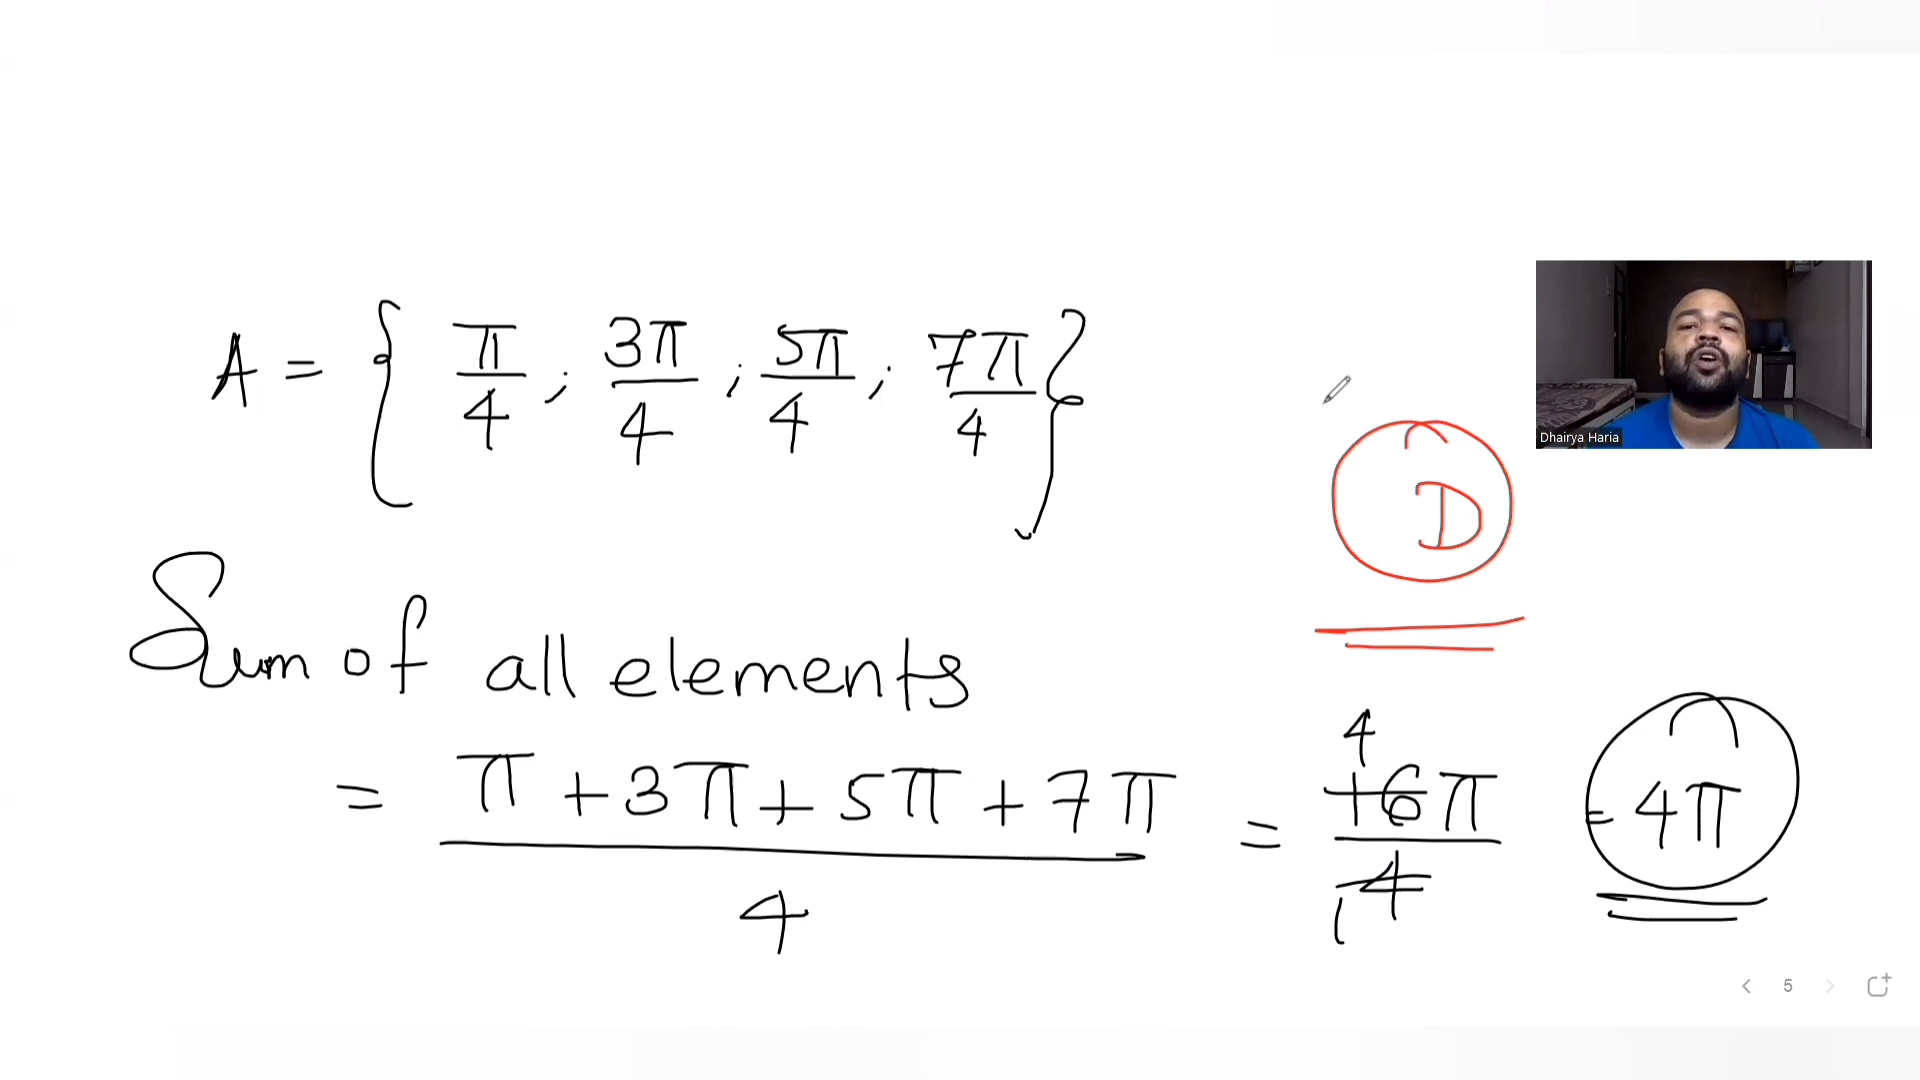 A = { π/4 ; 3π/4 ; 5π/4 ; 7π/4 }
Dhairya Haria
D
Sum of all elements
= (π + 3π + 5π + 7π)/4 = 16π/4 = 4π
4
1
5